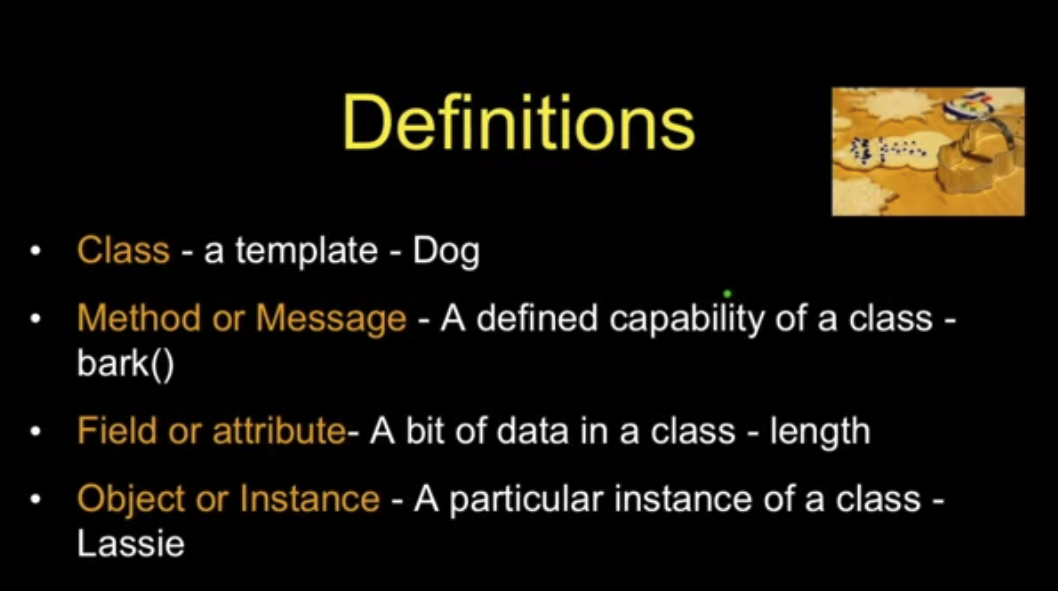 Definitions
• Class - a template - Dog
• Method or Message - A defined capability of a class -
bark()
• Field or attribute- A bit of data in a class - length
• Object or Instance - A particular instance of a class -
Lassie